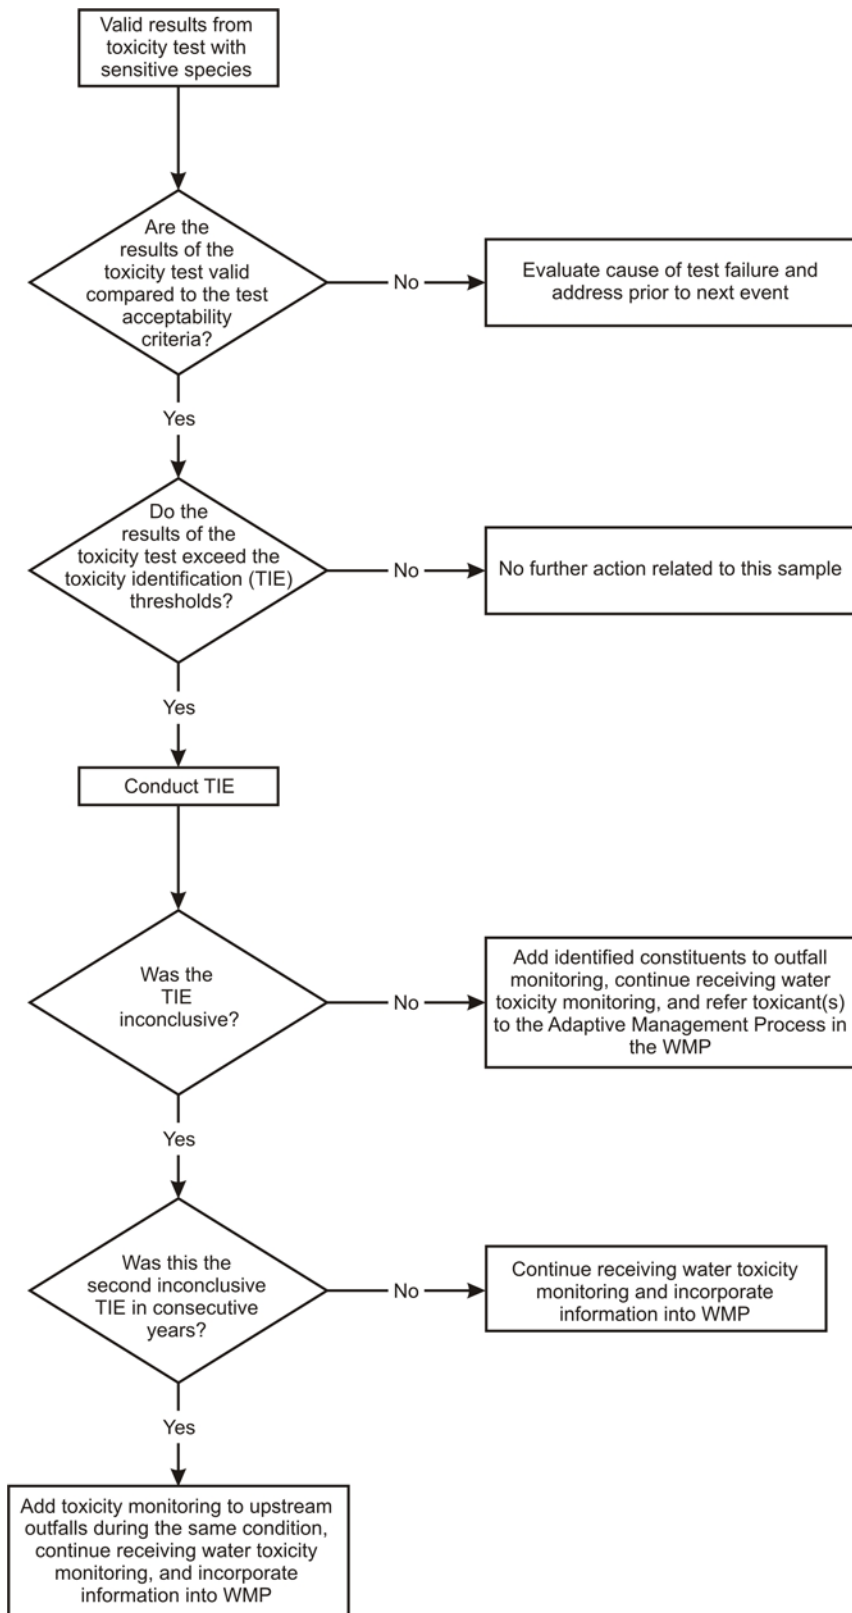 Valid results from
toxicity test with
sensitive species
Are the
results of the
toxicity test valid
compared to the test
acceptability
criteria?
No
Evaluate cause of test failure and
address prior to next event
Yes
Do the
results of the
toxicity test exceed the
toxicity identification (TIE)
thresholds?
No
No further action related to this sample
Yes
Conduct TIE
Was the
TIE
inconclusive?
No
Add identified constituents to outfall
monitoring, continue receiving water
toxicity monitoring, and refer toxicant(s)
to the Adaptive Management Process in
the WMP
Yes
Was this the
second inconclusive
TIE in consecutive
years?
No
Continue receiving water toxicity
monitoring and incorporate
information into WMP
Yes
Add toxicity monitoring to upstream
outfalls during the same condition,
continue receiving water toxicity
monitoring, and incorporate
information into WMP